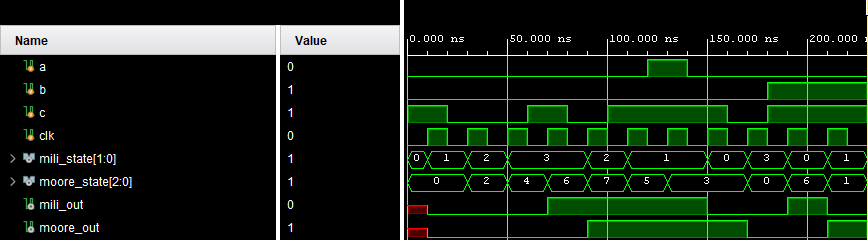 0.000 ns 50.000 ns 100.000 ns 150.000 ns 200.000 ns
Name Value
a 0
b 1
c 1
clk 0
mili_state[1:0] 1 0 1 2 3 2 1 0 3 0 1
moore_state[2:0] 1 0 2 4 6 7 5 3 0 6 1
mili_out 0
moore_out 1